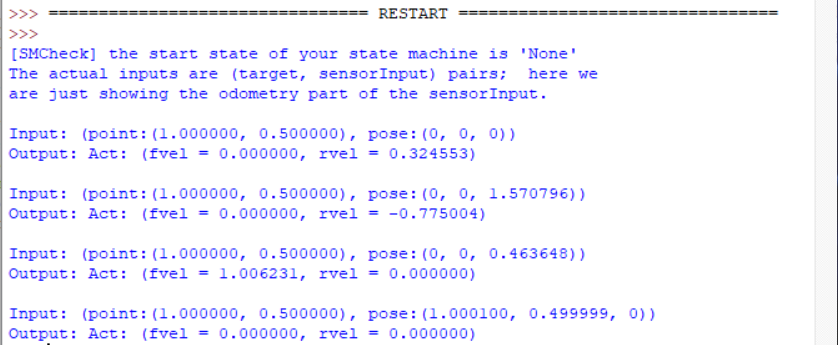 >>> ================================ RESTART ================================
>>>
[SMCheck] the start state of your state machine is 'None'
The actual inputs are (target, sensorInput) pairs;  here we
are just showing the odometry part of the sensorInput.
Input: (point:(1.000000, 0.500000), pose:(0, 0, 0))
Output: Act: (fvel = 0.000000, rvel = 0.324553)
Input: (point:(1.000000, 0.500000), pose:(0, 0, 1.570796))
Output: Act: (fvel = 0.000000, rvel = -0.775004)
Input: (point:(1.000000, 0.500000), pose:(0, 0, 0.463648))
Output: Act: (fvel = 1.006231, rvel = 0.000000)
Input: (point:(1.000000, 0.500000), pose:(1.000100, 0.499999, 0))
Output: Act: (fvel = 0.000000, rvel = 0.000000)